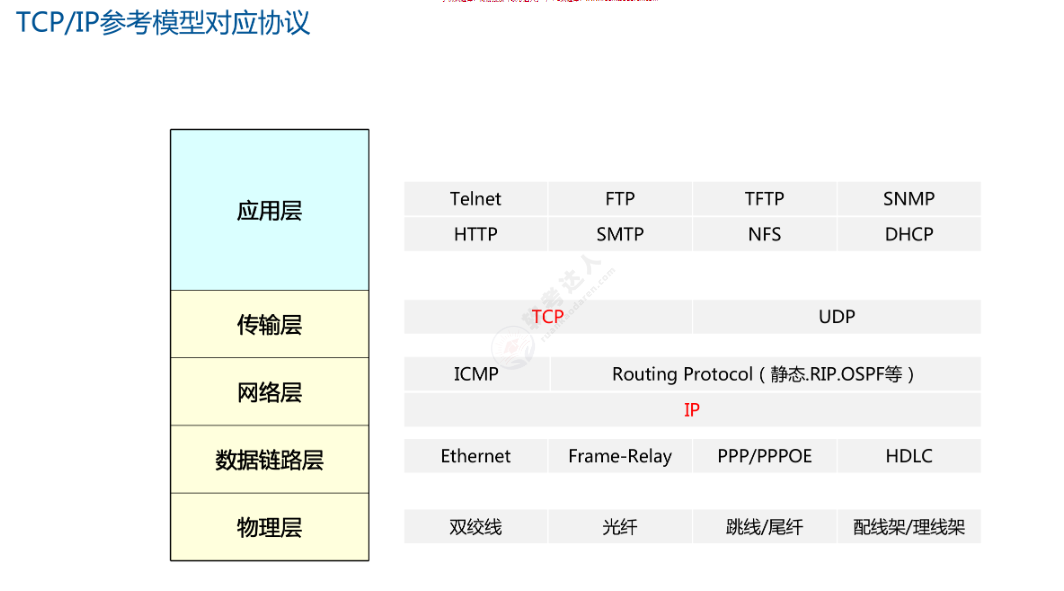 TCP/IP参考模型对应协议
应用层
Telnet FTP TFTP SNMP
HTTP SMTP NFS DHCP
传输层
TCP UDP
网络层
ICMP Routing Protocol（静态.RIP.OSPF等）
IP
数据链路层
Ethernet Frame-Relay PPP/PPPOE HDLC
物理层
双绞线 光纤 跳线/尾纤 配线架/理线架